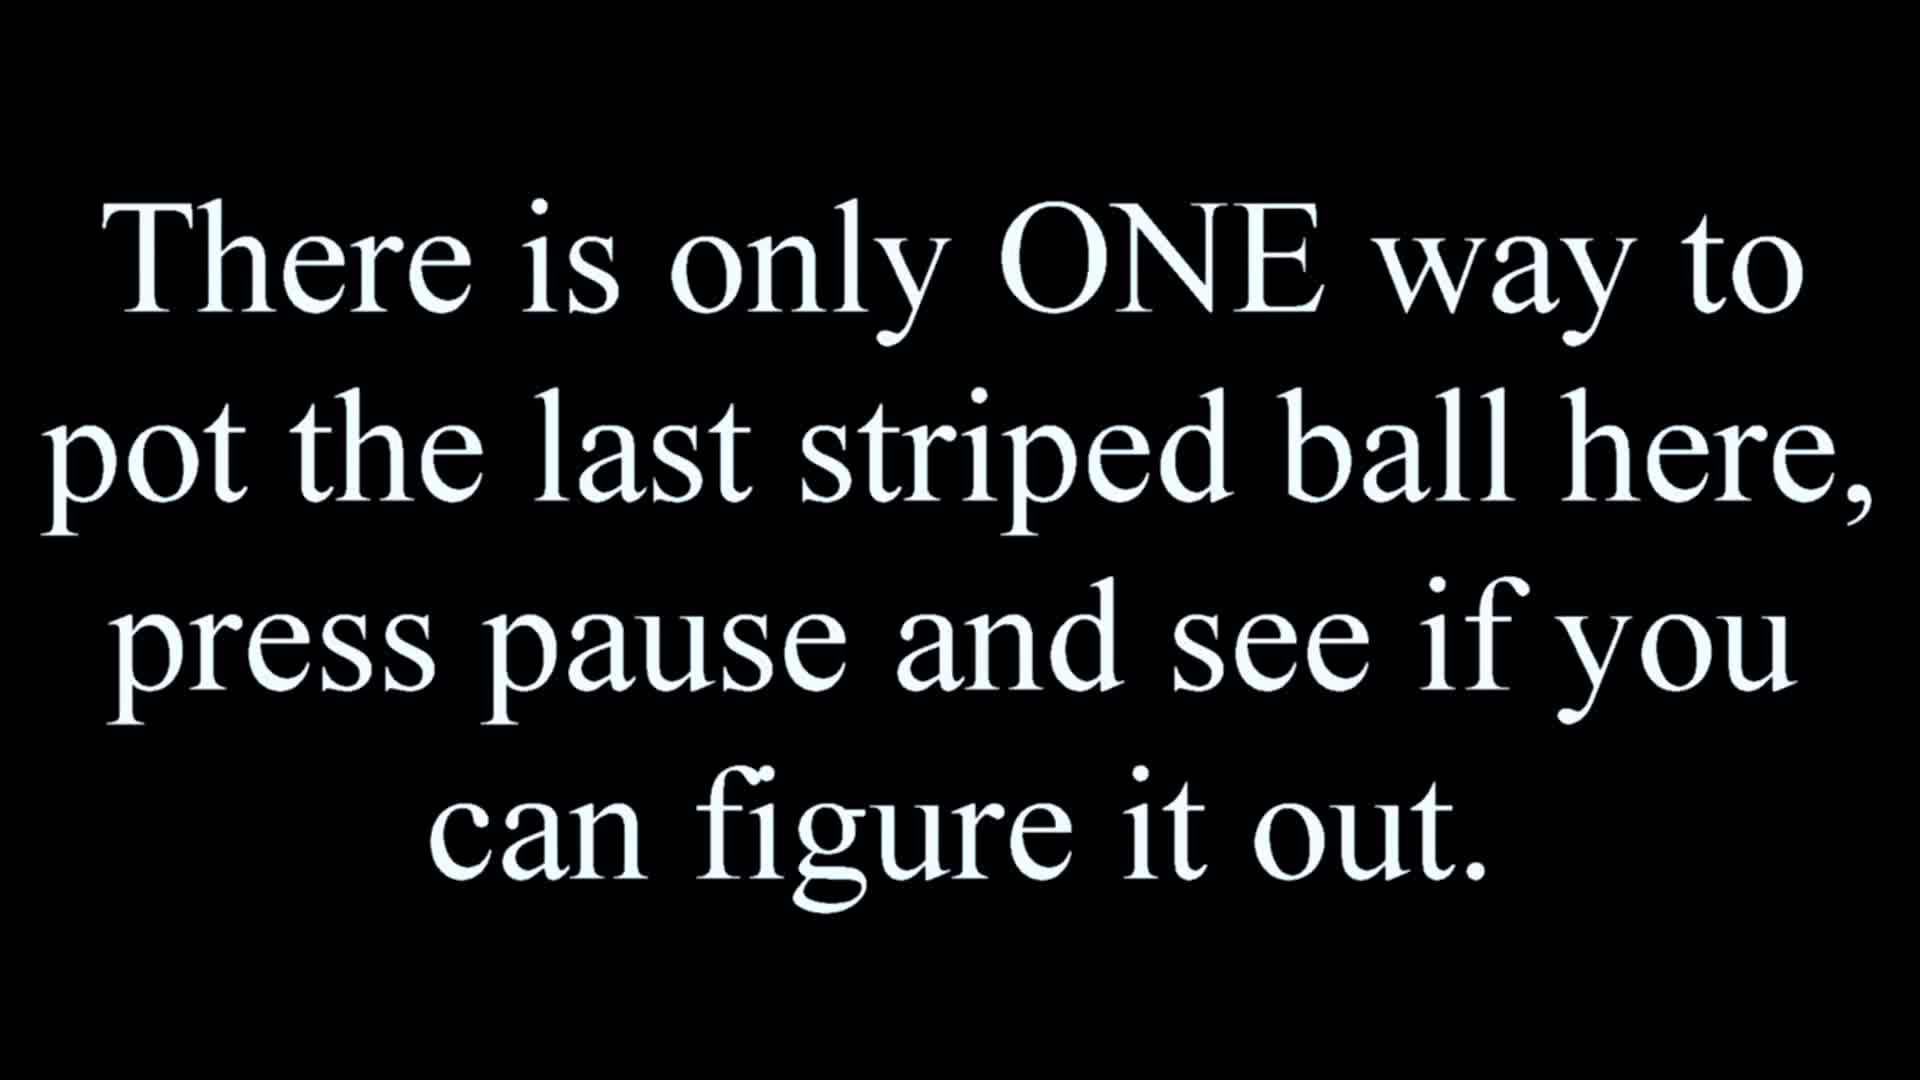 There is only ONE way to
pot the last striped ball here,
press pause and see if you
can figure it out.